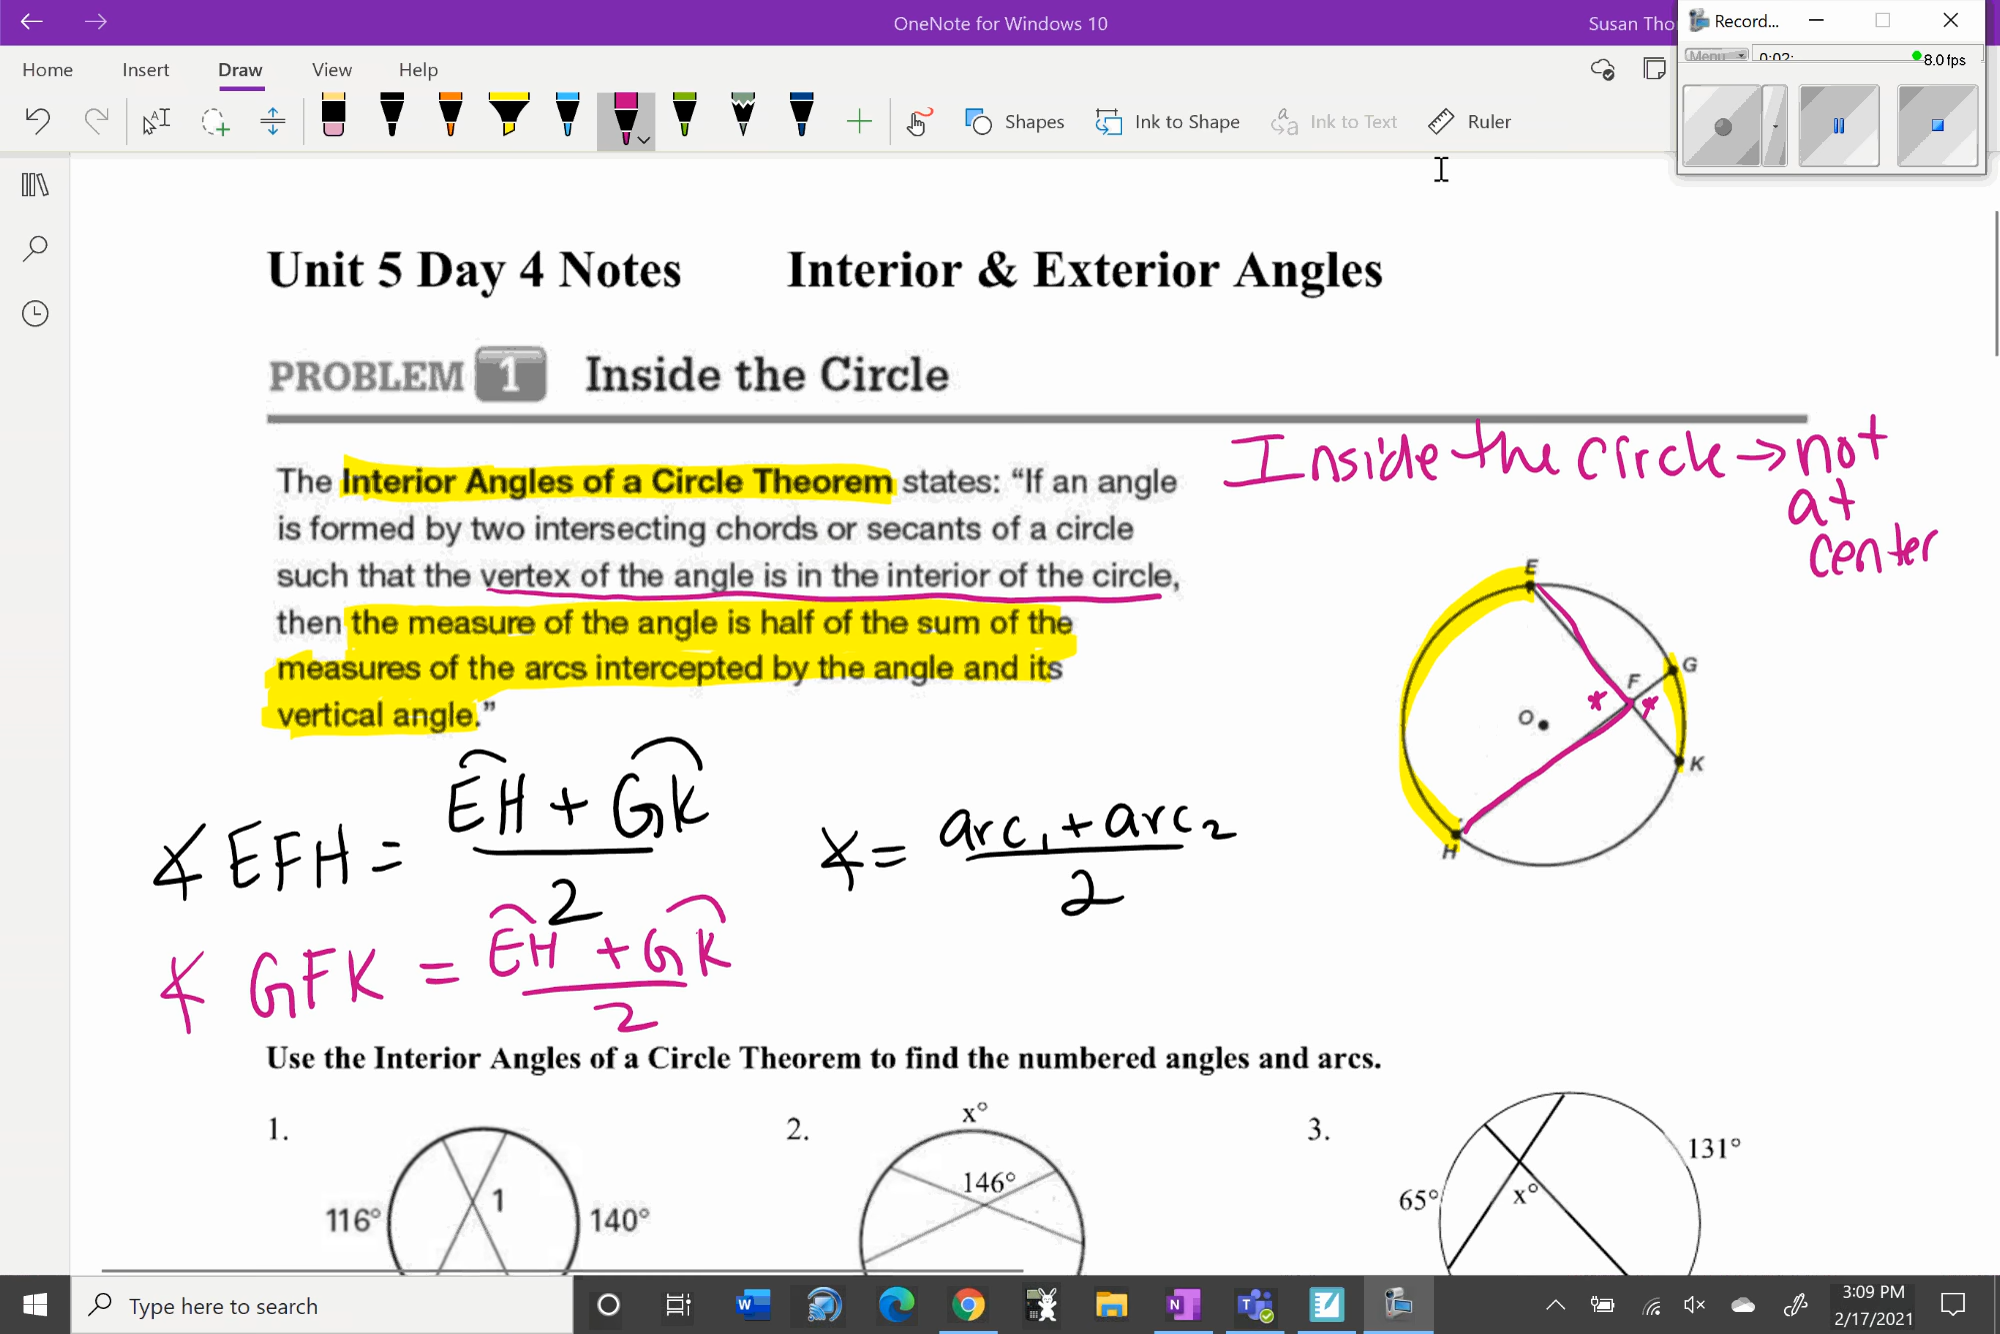 OneNote for Windows 10
Susan Tho
Record...
Menu
0:02:
8.0 fps
Home Insert Draw View Help
Shapes Ink to Shape Ink to Text Ruler
Unit 5 Day 4 Notes Interior & Exterior Angles
PROBLEM 1 Inside the Circle
The Interior Angles of a Circle Theorem states: “If an angle
is formed by two intersecting chords or secants of a circle
such that the vertex of the angle is in the interior of the circle,
then the measure of the angle is half of the sum of the
measures of the arcs intercepted by the angle and its
vertical angle.”
Inside the circle → not
at
center
E
G
F
O
K
H
∡ EFH = EH + GK
2
∡ = arc1 + arc2
2
∡ GFK = EH + GK
2
Use the Interior Angles of a Circle Theorem to find the numbered angles and arcs.
1.
116°
1
140°
2.
x°
146°
3.
131°
65°
x°
Type here to search
3:09 PM
2/17/2021